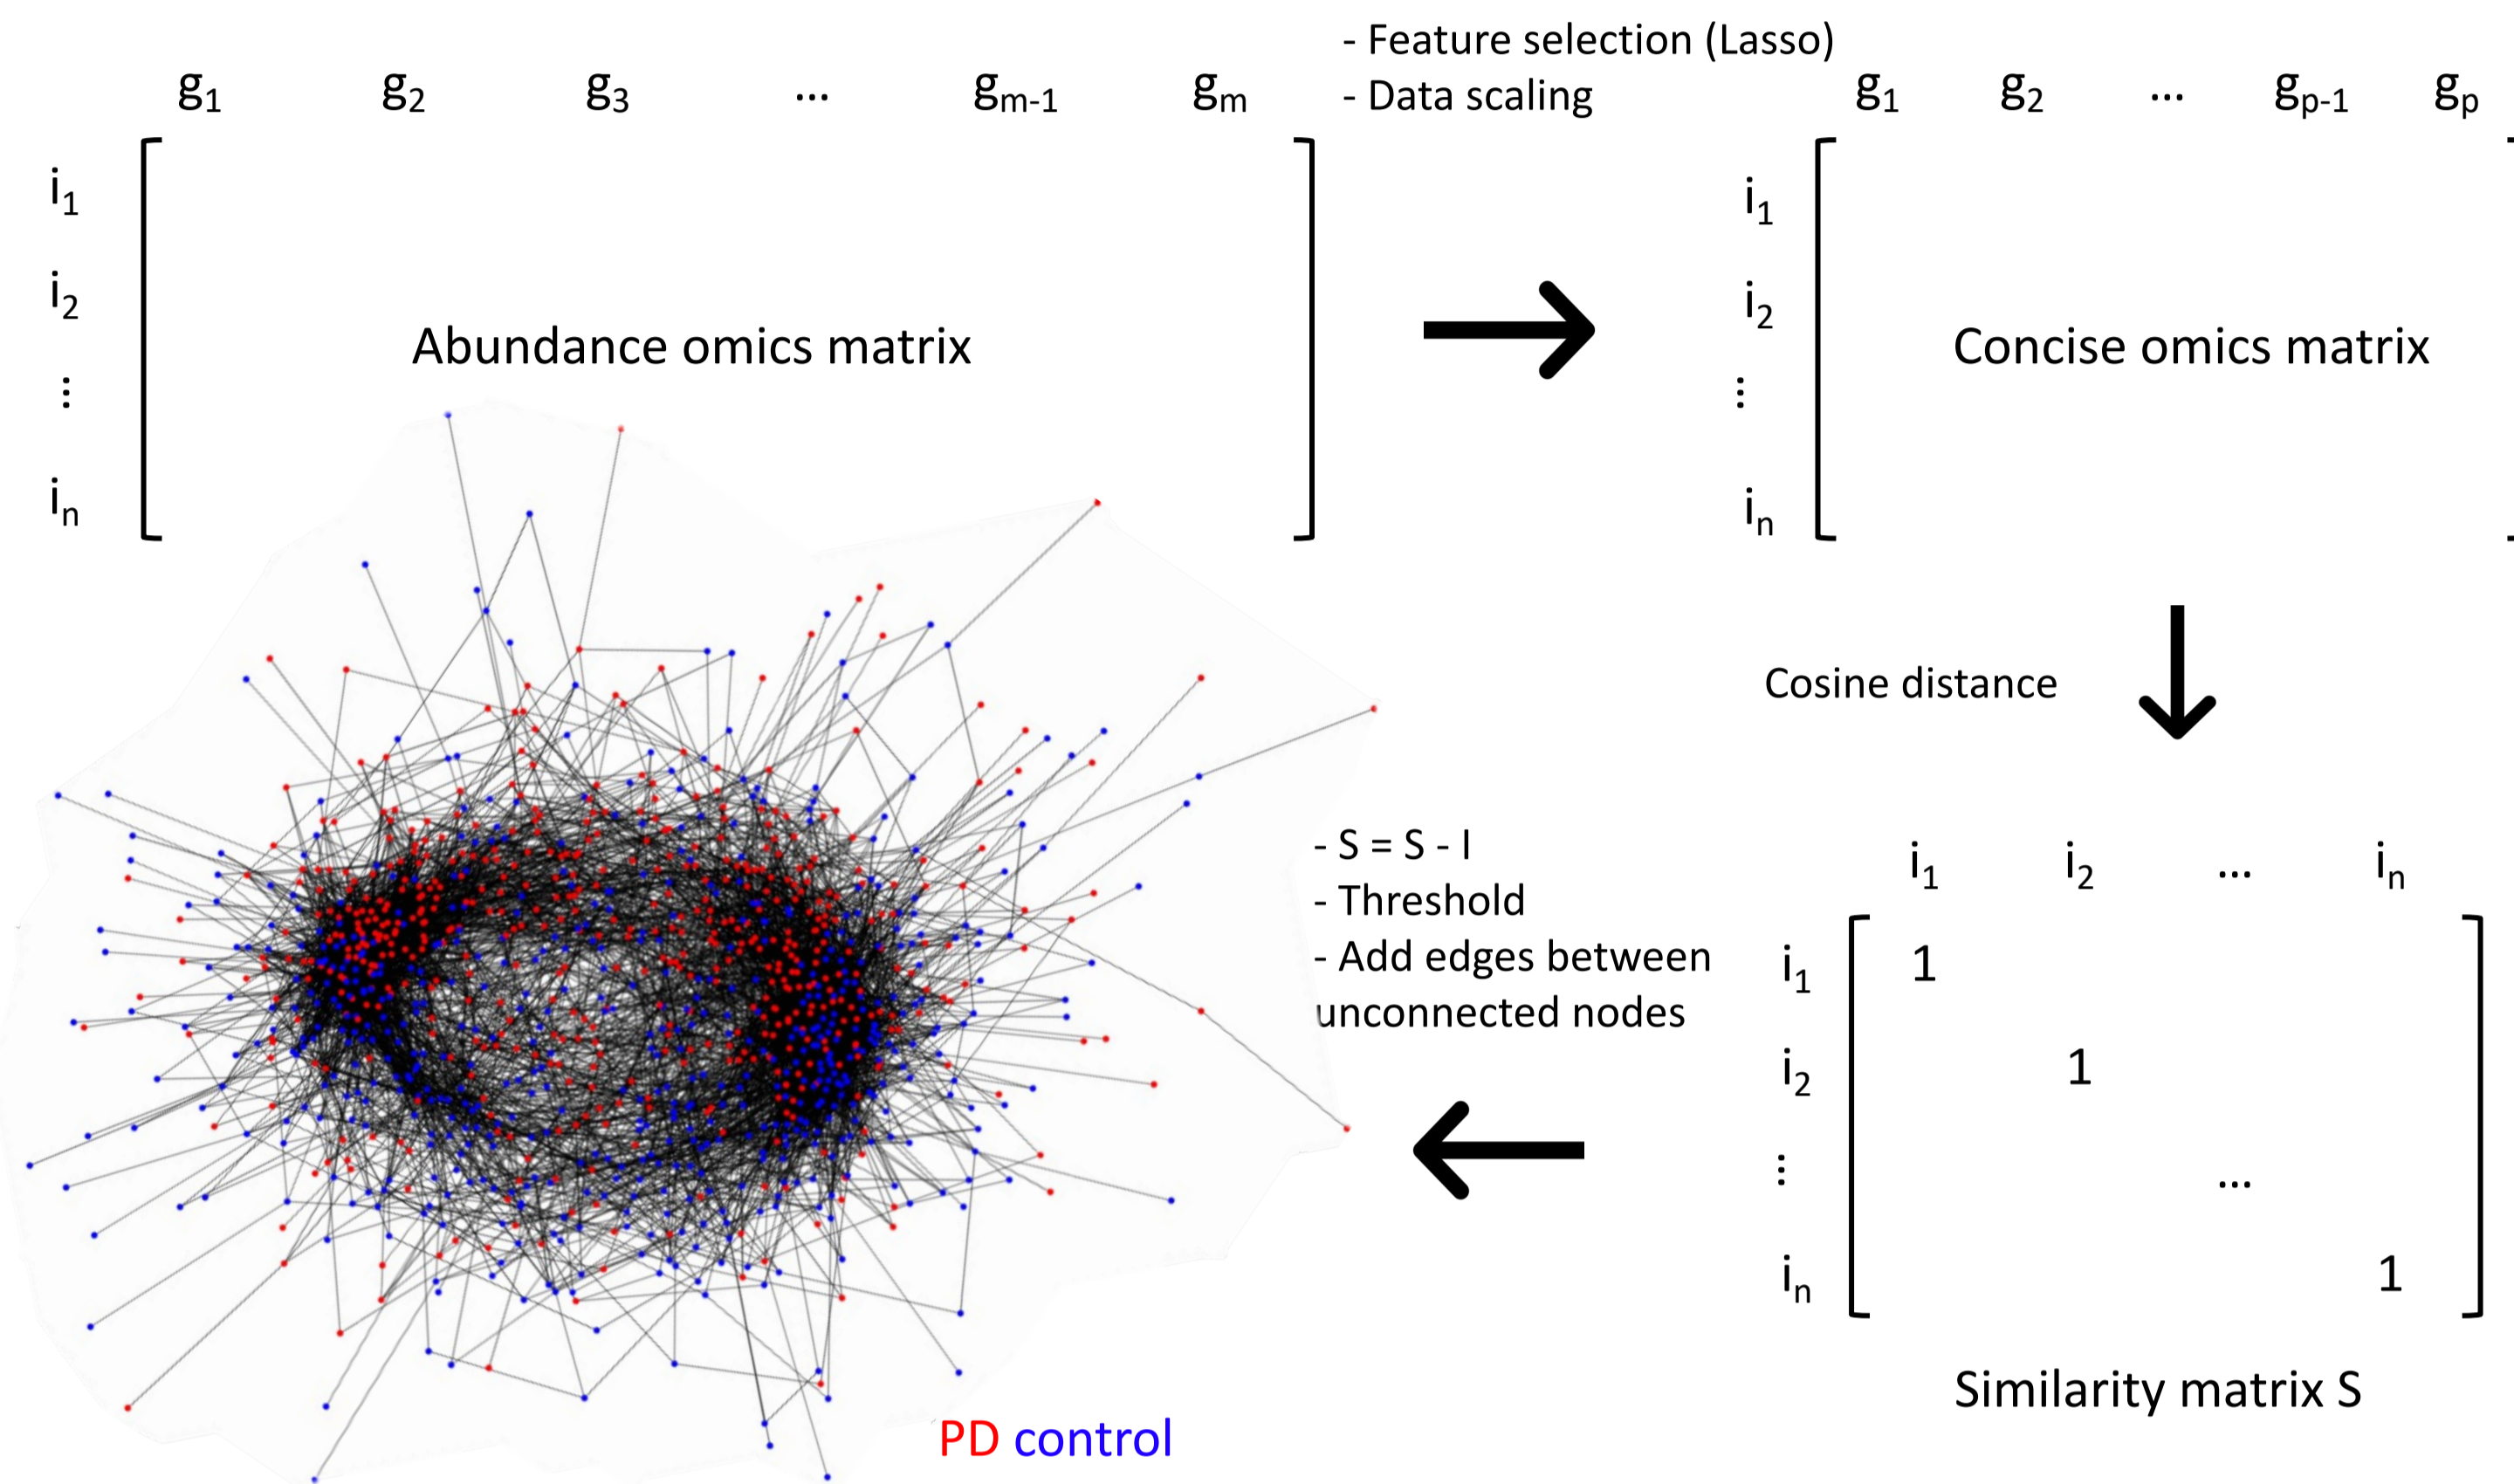 g1 g2 g3 ... gm-1 gm
- Feature selection (Lasso)
- Data scaling
g1 g2 ... gp-1 gp
i1
i2
⋮
in
Abundance omics matrix
i1
i2
⋮
in
Concise omics matrix
Cosine distance
i1 i2 ... in
i1 1
i2 1
⋮ ...
in 1
Similarity matrix S
- S = S - I
- Threshold
- Add edges between
unconnected nodes
PD control